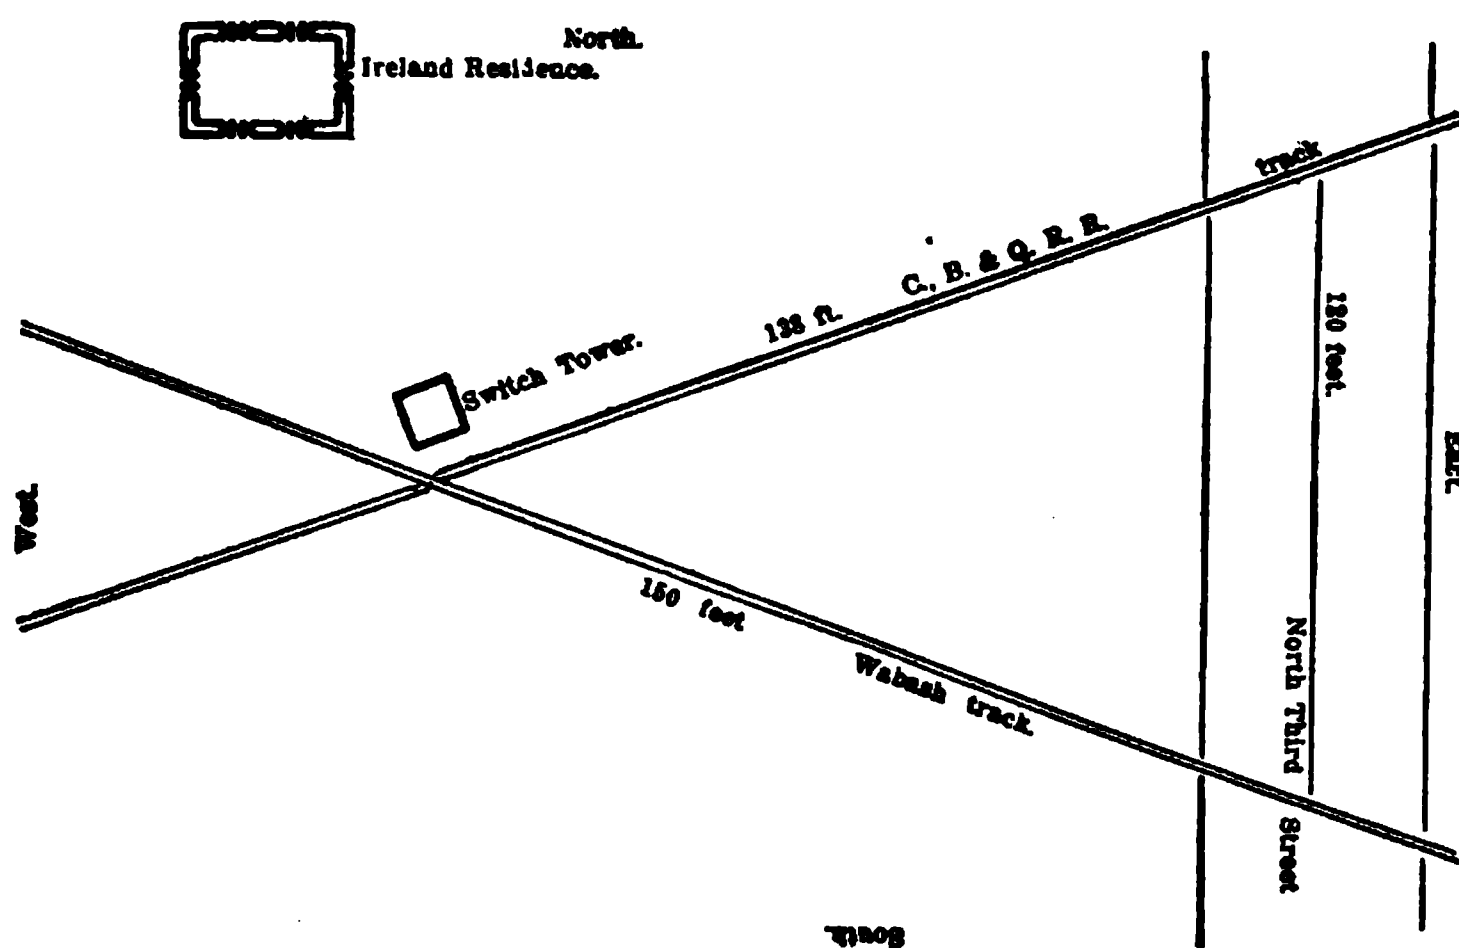 North.
Ireland Residence.
track
C., B. & Q. R. R.
138 ft.
120 feet.
Switch Tower.
East.
West.
150 feet
Wabash track.
North Third Street
South.